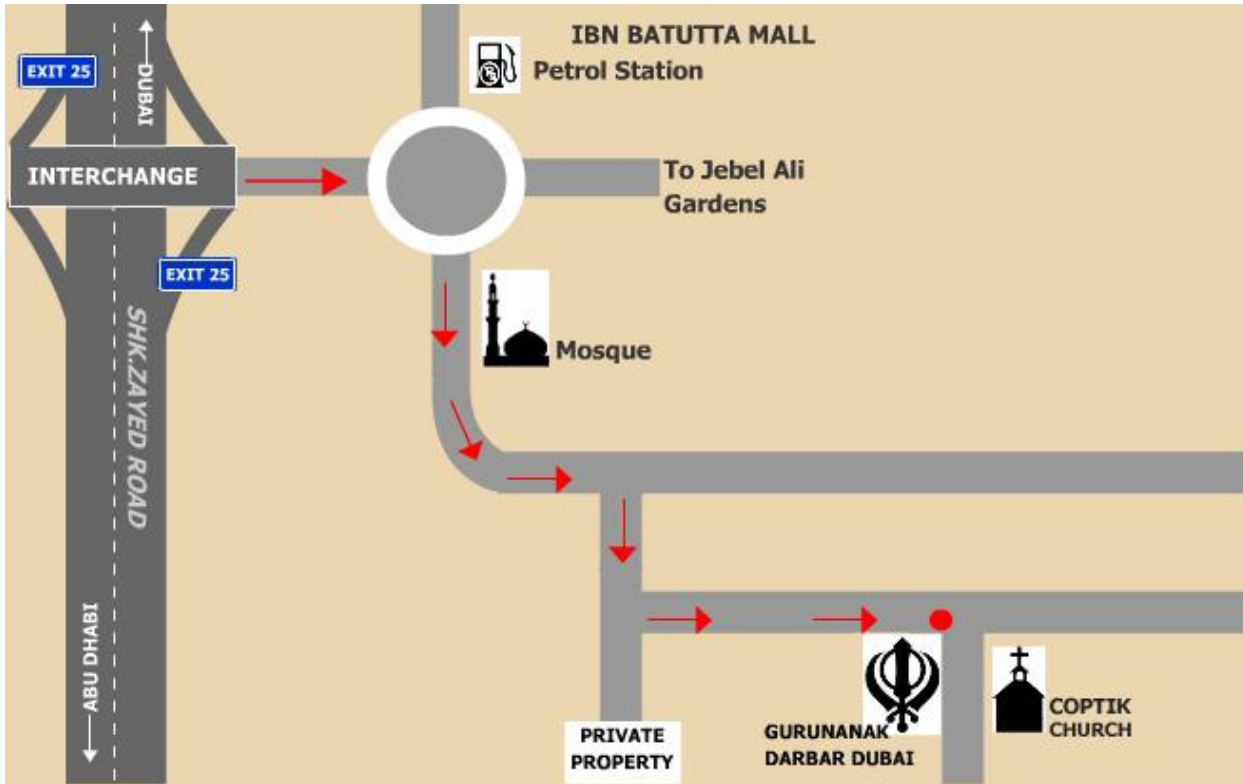 IBN BATUTTA MALL
Petrol Station
EXIT 25
DUBAI
INTERCHANGE
To Jebel Ali
Gardens
EXIT 25
SHK.ZAYED ROAD
Mosque
ABU DHABI
PRIVATE
PROPERTY
GURUNANAK
DARBAR DUBAI
COPTIK
CHURCH